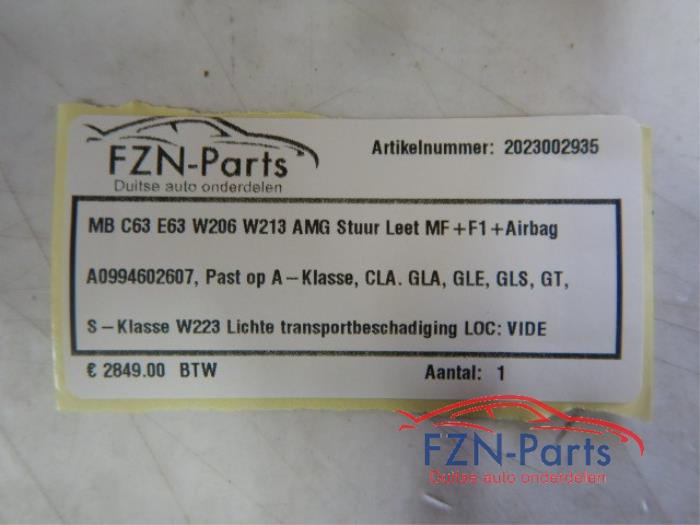 FZN-Parts
Duitse auto onderdelen
Artikelnummer: 2023002935
MB C63 E63 W206 W213 AMG Stuur Leet MF+F1+Airbag
A0994602607, Past op A-Klasse, CLA. GLA, GLE, GLS, GT,
S-Klasse W223 Lichte transportbeschadiging LOC: VIDE
€ 2849.00 BTW
Aantal: 1
FZN-Parts
Duitse auto onderdelen